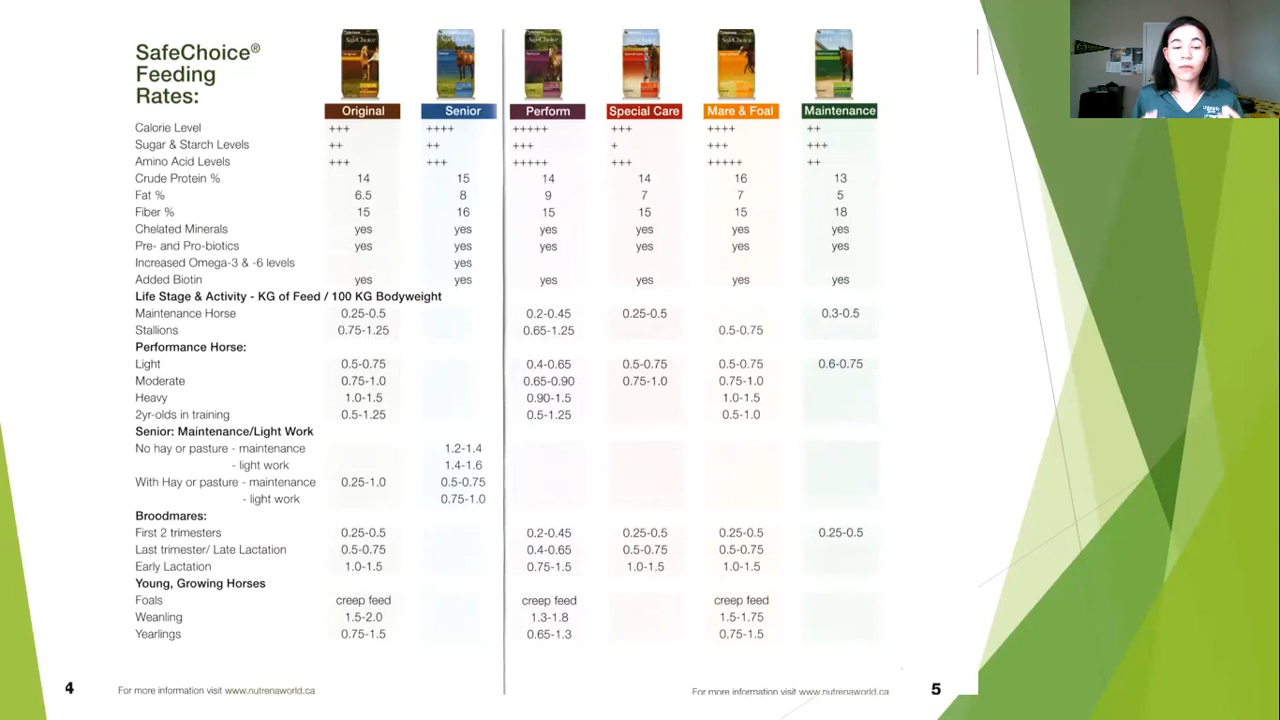 SafeChoice®
Feeding
Rates:
Original Senior Perform Special Care Mare & Foal Maintenance
Calorie Level +++ ++++ +++++ +++ ++++ ++
Sugar & Starch Levels ++ ++ +++ + +++ +++
Amino Acid Levels +++ +++ +++++ +++ +++++ ++
Crude Protein % 14 15 14 14 16 13
Fat % 6.5 8 9 7 7 5
Fiber % 15 16 15 15 15 18
Chelated Minerals yes yes yes yes yes yes
Pre- and Pro-biotics yes yes yes yes yes yes
Increased Omega-3 & -6 levels yes
Added Biotin yes yes yes yes yes yes
Life Stage & Activity - KG of Feed / 100 KG Bodyweight
Maintenance Horse 0.25-0.5 0.2-0.45 0.25-0.5 0.3-0.5
Stallions 0.75-1.25 0.65-1.25 0.5-0.75
Performance Horse:
Light 0.5-0.75 0.4-0.65 0.5-0.75 0.5-0.75 0.6-0.75
Moderate 0.75-1.0 0.65-0.90 0.75-1.0 0.75-1.0
Heavy 1.0-1.5 0.90-1.5 1.0-1.5
2yr-olds in training 0.5-1.25 0.5-1.25 0.5-1.0
Senior: Maintenance/Light Work
No hay or pasture - maintenance 1.2-1.4
- light work 1.4-1.6
With Hay or pasture - maintenance 0.25-1.0 0.5-0.75
- light work 0.75-1.0
Broodmares:
First 2 trimesters 0.25-0.5 0.2-0.45 0.25-0.5 0.25-0.5 0.25-0.5
Last trimester/ Late Lactation 0.5-0.75 0.4-0.65 0.5-0.75 0.5-0.75
Early Lactation 1.0-1.5 0.75-1.5 1.0-1.5 1.0-1.5
Young, Growing Horses
Foals creep feed creep feed creep feed
Weanling 1.5-2.0 1.3-1.8 1.5-1.75
Yearlings 0.75-1.5 0.65-1.3 0.75-1.5
4 For more information visit www.nutrenaworld.ca
For more information visit www.nutrenaworld.ca 5